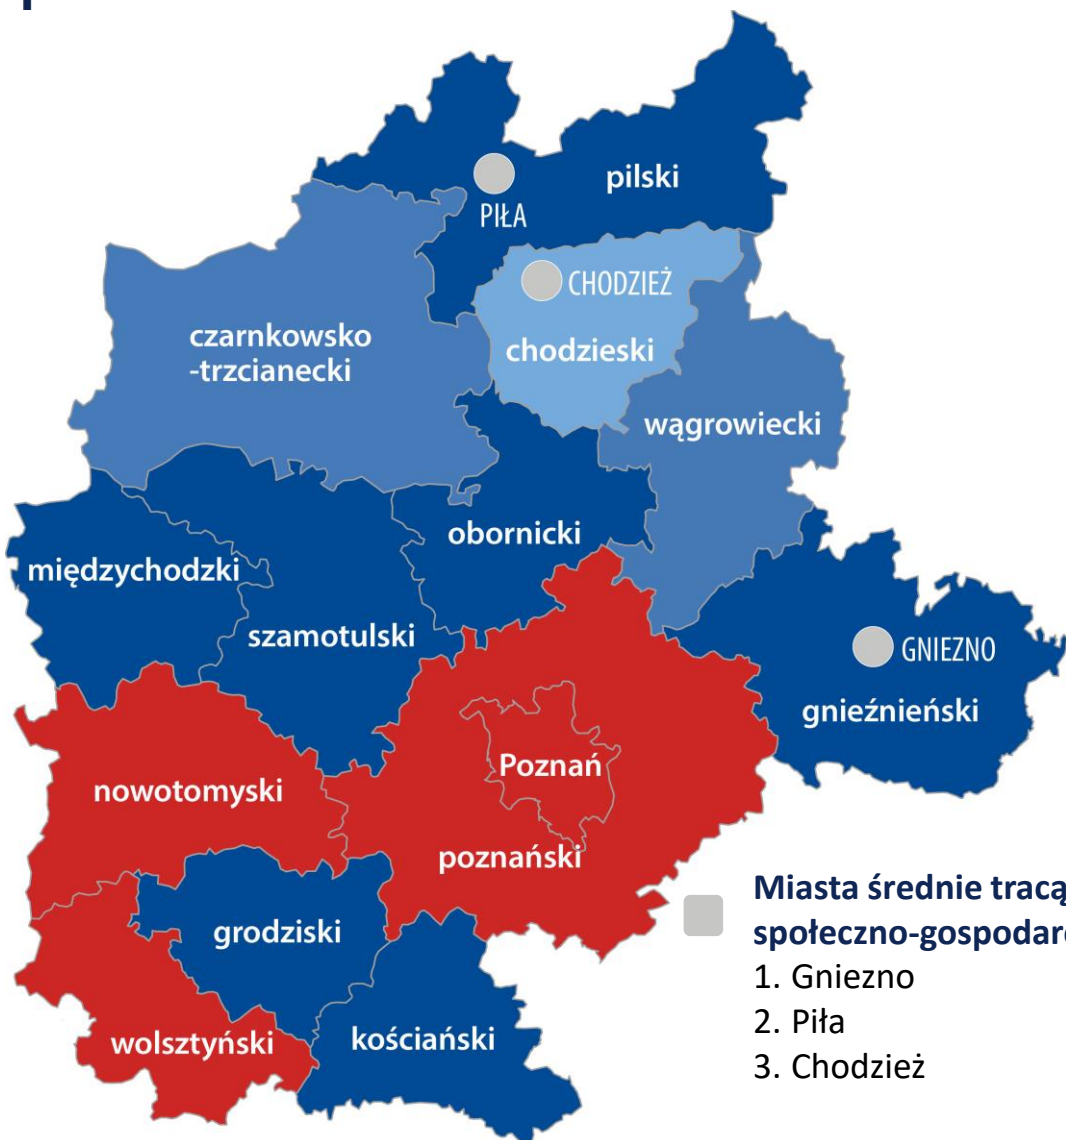 pilski
PIŁA
CHODZIEŻ
czarnkowsko
-trzcianecki
chodzieski
wągrowiecki
obornicki
międzychodzki
szamotulski
GNIEZNO
gnieźnieński
Poznań
nowotomyski
poznański
Miasta średnie tracą
społeczno-gospodar
grodziski
1. Gniezno
2. Piła
wolsztyński
kościański
3. Chodzież